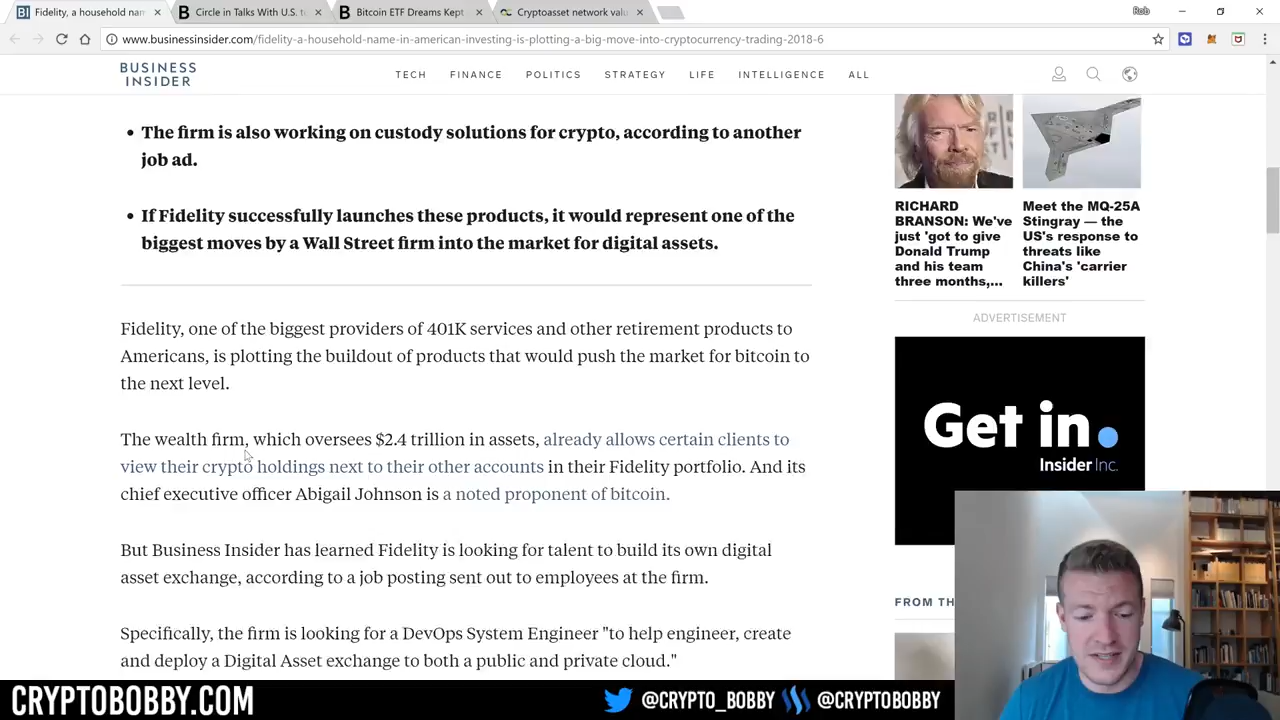 Fidelity, a household nam
Circle in Talks With U.S. t
Bitcoin ETF Dreams Kept
Cryptoasset network valu
Rob
www.businessinsider.com/fidelity-a-household-name-in-american-investing-is-plotting-a-big-move-into-cryptocurrency-trading-2018-6
BUSINESS
INSIDER
TECH FINANCE POLITICS STRATEGY LIFE INTELLIGENCE ALL
• The firm is also working on custody solutions for crypto, according to another
job ad.
• If Fidelity successfully launches these products, it would represent one of the
biggest moves by a Wall Street firm into the market for digital assets.
Fidelity, one of the biggest providers of 401K services and other retirement products to
Americans, is plotting the buildout of products that would push the market for bitcoin to
the next level.
The wealth firm, which oversees $2.4 trillion in assets, already allows certain clients to
view their crypto holdings next to their other accounts in their Fidelity portfolio. And its
chief executive officer Abigail Johnson is a noted proponent of bitcoin.
But Business Insider has learned Fidelity is looking for talent to build its own digital
asset exchange, according to a job posting sent out to employees at the firm.
Specifically, the firm is looking for a DevOps System Engineer "to help engineer, create
and deploy a Digital Asset exchange to both a public and private cloud."
RICHARD
BRANSON: We've
just 'got to give
Donald Trump
and his team
three months,...
Meet the MQ-25A
Stingray — the
US's response to
threats like
China's 'carrier
killers'
ADVERTISEMENT
Get in.
Insider Inc.
FROM TH
CRYPTOBOBBY.COM
@CRYPTO_BOBBY
@CRYPTOBOBBY